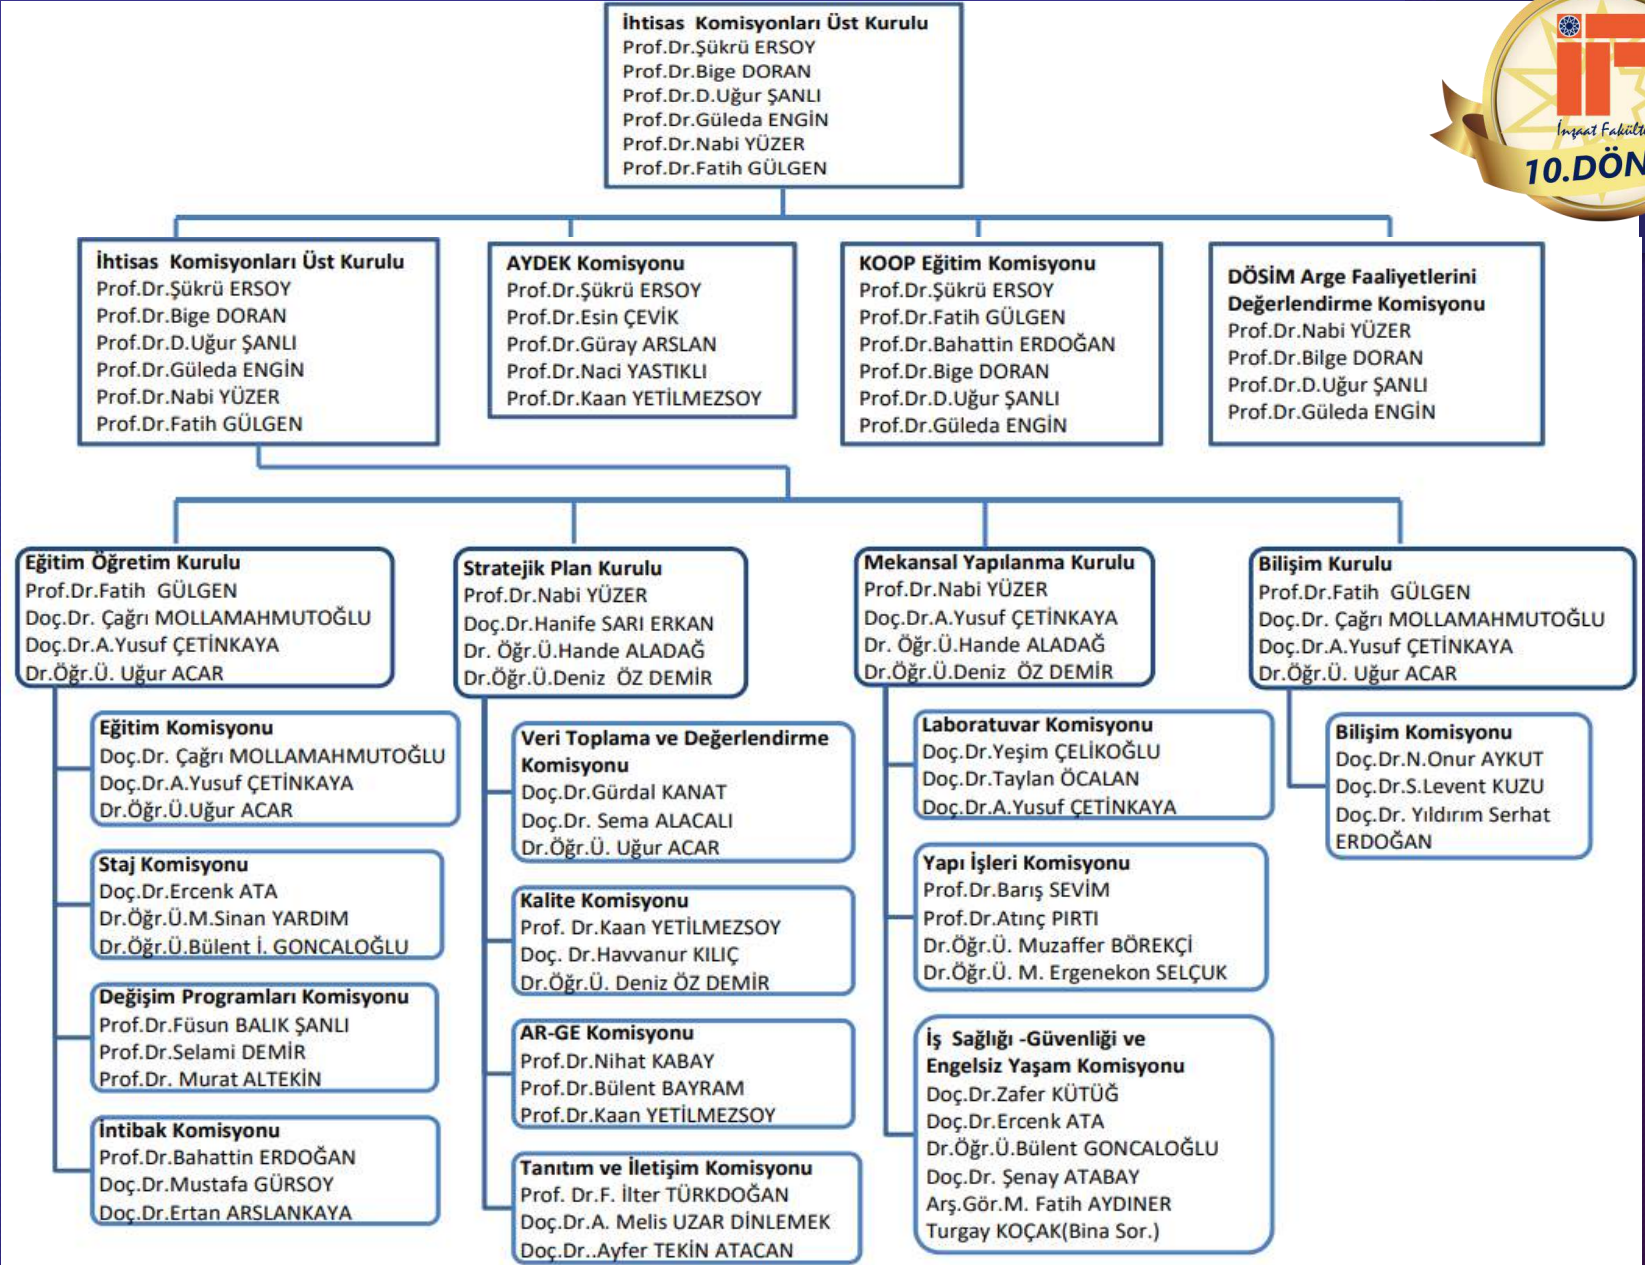 İhtisas  Komisyonları Üst Kurulu
Prof.Dr.Şükrü ERSOY
Prof.Dr.Bige DORAN
Prof.Dr.D.Uğur ŞANLI
Prof.Dr.Güleda ENGİN
Prof.Dr.Nabi YÜZER
Prof.Dr.Fatih GÜLGEN
İnşaat
10.DÖN
İhtisas  Komisyonları Üst Kurulu
Prof.Dr.Şükrü ERSOY
Prof.Dr.Bige DORAN
Prof.Dr.D.Uğur ŞANLI
Prof.Dr.Güleda ENGİN
Prof.Dr.Nabi YÜZER
Prof.Dr.Fatih GÜLGEN
AYDEK Komisyonu
Prof.Dr.Şükrü ERSOY
Prof.Dr.Esin ÇEVİK
Prof.Dr.Güray ARSLAN
Prof.Dr.Naci YASTIKLI
Prof.Dr.Kaan YETİLMEZSOY
KOOP Eğitim Komisyonu
Prof.Dr.Şükrü ERSOY
Prof.Dr.Fatih GÜLGEN
Prof.Dr.Bahattin ERDOĞAN
Prof.Dr.Bige DORAN
Prof.Dr.D.Uğur ŞANLI
Prof.Dr.Güleda ENGİN
DÖSİM Arge Faaliyetlerini
Değerlendirme Komisyonu
Prof.Dr.Nabi YÜZER
Prof.Dr.Bilge DORAN
Prof.Dr.D.Uğur ŞANLI
Prof.Dr.Güleda ENGİN
Eğitim Öğretim Kurulu
Prof.Dr.Fatih  GÜLGEN
Doç.Dr. Çağrı MOLLAMAHMUTOĞLU
Doç.Dr.A.Yusuf ÇETİNKAYA
Dr.Öğr.Ü. Uğur ACAR
Eğitim Komisyonu
Doç.Dr. Çağrı MOLLAMAHMUTOĞLU
Doç.Dr.A.Yusuf ÇETİNKAYA
Dr.Öğr.Ü.Uğur ACAR
Staj Komisyonu
Doç.Dr.Ercenk ATA
Dr.Öğr.Ü.M.Sinan YARDIM
Dr.Öğr.Ü.Bülent İ. GONCALOĞLU
Değişim Programları Komisyonu
Prof.Dr.Füsun BALIK ŞANLI
Prof.Dr.Selami DEMİR
Prof.Dr. Murat ALTEKİN
İntibak Komisyonu
Prof.Dr.Bahattin ERDOĞAN
Doç.Dr.Mustafa GÜRSOY
Doç.Dr.Ertan ARSLANKAYA
Stratejik Plan Kurulu
Prof.Dr.Nabi YÜZER
Doç.Dr.Hanife SARI ERKAN
Dr. Öğr.Ü.Hande ALADAĞ
Dr.Öğr.Ü.Deniz  ÖZ DEMİR
Veri Toplama ve Değerlendirme
Komisyonu
Doç.Dr.Gürdal KANAT
Doç.Dr. Sema ALACALI
Dr.Öğr.Ü. Uğur ACAR
Kalite Komisyonu
Prof. Dr.Kaan YETİLMEZSOY
Doç. Dr.Havvanur KILIÇ
Dr.Öğr.Ü. Deniz ÖZ DEMİR
AR-GE Komisyonu
Prof.Dr.Nihat KABAY
Prof.Dr.Bülent BAYRAM
Prof.Dr.Kaan YETİLMEZSOY
Tanıtım ve İletişim Komisyonu
Prof. Dr.F. İlter TÜRKDOĞAN
Doç.Dr.A. Melis UZAR DİNLEMEK
Doç.Dr..Ayfer TEKİN ATACAN
Mekansal Yapılanma Kurulu
Prof.Dr.Nabi YÜZER
Doç.Dr.A.Yusuf ÇETİNKAYA
Dr. Öğr.Ü.Hande ALADAĞ
Dr.Öğr.Ü.Deniz  ÖZ DEMİR
Laboratuvar Komisyonu
Doç.Dr.Yeşim ÇELİKOĞLU
Doç.Dr.Taylan ÖCALAN
Doç.Dr.A.Yusuf ÇETİNKAYA
Yapı İşleri Komisyonu
Prof.Dr.Barış SEVİM
Prof.Dr.Atınç PIRTI
Dr.Öğr.Ü. Muzaffer BÖREKÇİ
Dr.Öğr.Ü. M. Ergenekon SELÇUK
İş  Sağlığı -Güvenliği ve
Engelsiz Yaşam Komisyonu
Doç.Dr.Zafer KÜTÜĞ
Doç.Dr.Ercenk ATA
Dr.Öğr.Ü.Bülent GONCALOĞLU
Doç.Dr. Şenay ATABAY
Arş.Gör.M. Fatih AYDINER
Turgay KOÇAK(Bina Sor.)
Bilişim Kurulu
Prof.Dr.Fatih  GÜLGEN
Doç.Dr. Çağrı MOLLAMAHMUTOĞLU
Doç.Dr.A.Yusuf ÇETİNKAYA
Dr.Öğr.Ü. Uğur ACAR
Bilişim Komisyonu
Doç.Dr.N.Onur AYKUT
Doç.Dr.S.Levent KUZU
Doç.Dr. Yıldırım Serhat
ERDOĞAN